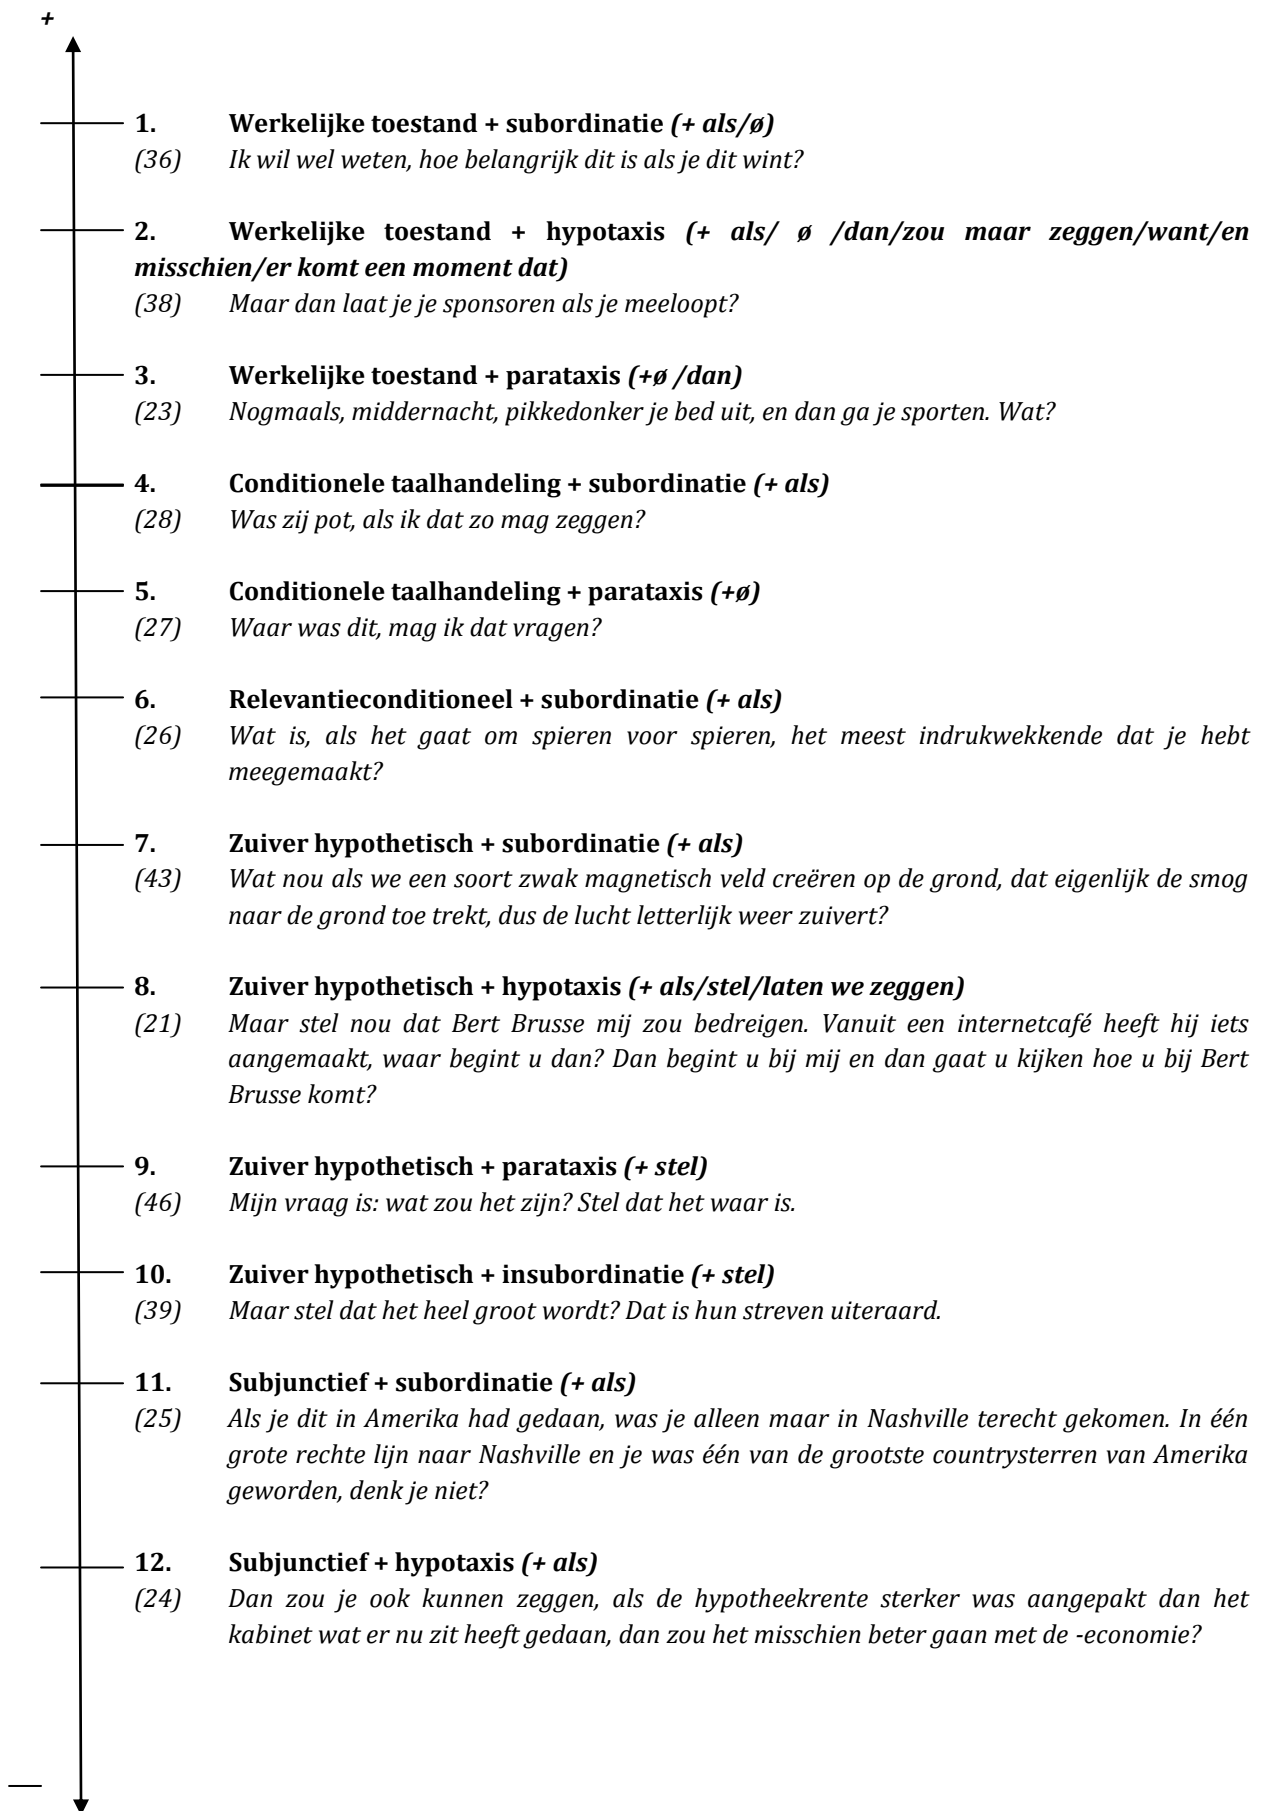 +
1. Werkelijke toestand + subordinatie (+ als/ø)
(36) Ik wil wel weten, hoe belangrijk dit is als je dit wint?
2. Werkelijke toestand + hypotaxis (+ als/ ø /dan/zou maar zeggen/want/en
misschien/er komt een moment dat)
(38) Maar dan laat je je sponsoren als je meeloopt?
3. Werkelijke toestand + parataxis (+ø /dan)
(23) Nogmaals, middernacht, pikkedonker je bed uit, en dan ga je sporten. Wat?
4. Conditionele taalhandeling + subordinatie (+ als)
(28) Was zij pot, als ik dat zo mag zeggen?
5. Conditionele taalhandeling + parataxis (+ø)
(27) Waar was dit, mag ik dat vragen?
6. Relevantieconditioneel + subordinatie (+ als)
(26) Wat is, als het gaat om spieren voor spieren, het meest indrukwekkende dat je hebt
meegemaakt?
7. Zuiver hypothetisch + subordinatie (+ als)
(43) Wat nou als we een soort zwak magnetisch veld creëren op de grond, dat eigenlijk de smog
naar de grond toe trekt, dus de lucht letterlijk weer zuivert?
8. Zuiver hypothetisch + hypotaxis (+ als/stel/laten we zeggen)
(21) Maar stel nou dat Bert Brusse mij zou bedreigen. Vanuit een internetcafé heeft hij iets
aangemaakt, waar begint u dan? Dan begint u bij mij en dan gaat u kijken hoe u bij Bert
Brusse komt?
9. Zuiver hypothetisch + parataxis (+ stel)
(46) Mijn vraag is: wat zou het zijn? Stel dat het waar is.
10. Zuiver hypothetisch + insubordinatie (+ stel)
(39) Maar stel dat het heel groot wordt? Dat is hun streven uiteraard.
11. Subjunctief + subordinatie (+ als)
(25) Als je dit in Amerika had gedaan, was je alleen maar in Nashville terecht gekomen. In één
grote rechte lijn naar Nashville en je was één van de grootste countrysterren van Amerika
geworden, denk je niet?
12. Subjunctief + hypotaxis (+ als)
(24) Dan zou je ook kunnen zeggen, als de hypotheekrente sterker was aangepakt dan het
kabinet wat er nu zit heeft gedaan, dan zou het misschien beter gaan met de -economie?
—